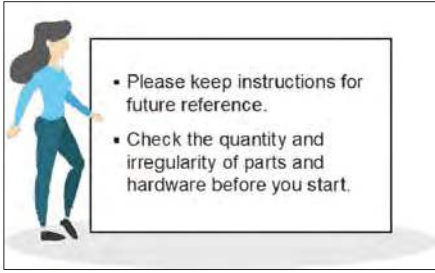 ▪ Please keep instructions for
future reference.
▪ Check the quantity and
irregularity of parts and
hardware before you start.